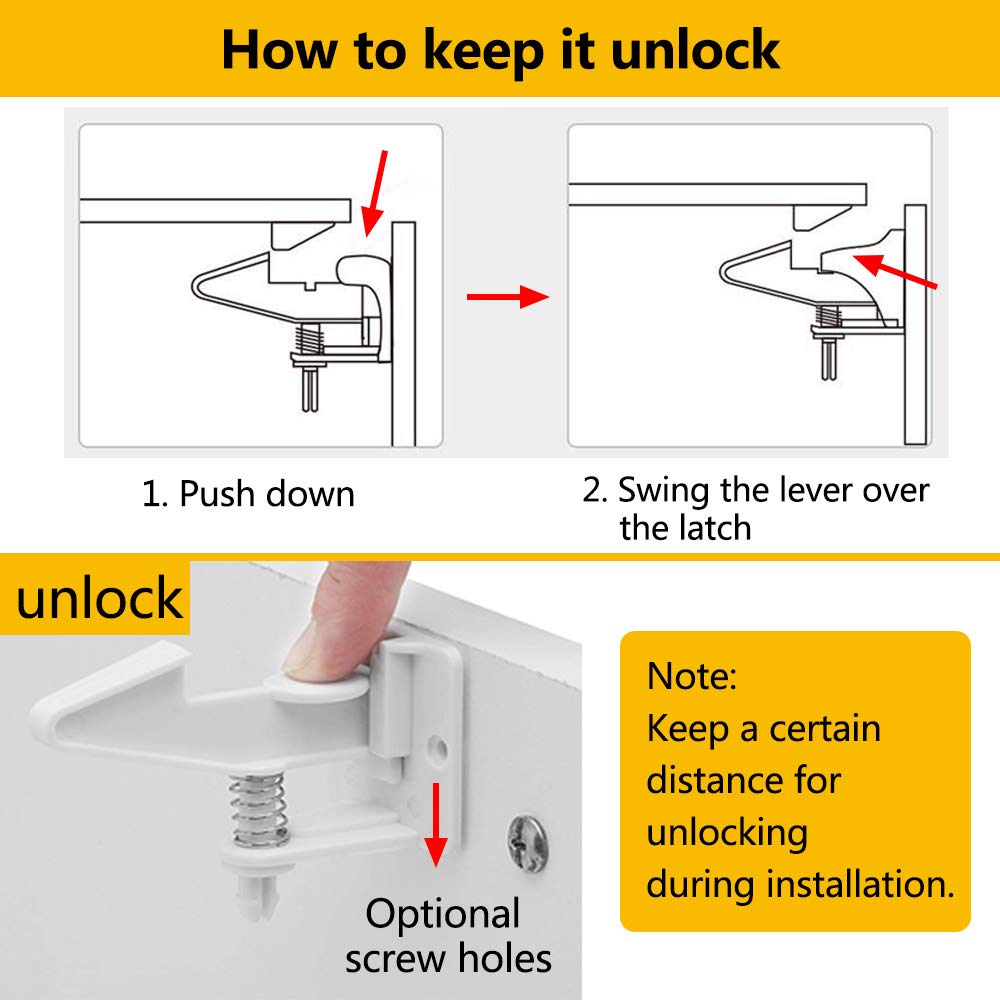 How to keep it unlock
1. Push down
2. Swing the lever over
the latch
unlock
Optional
screw holes
Note:
Keep a certain
distance for
unlocking
during installation.